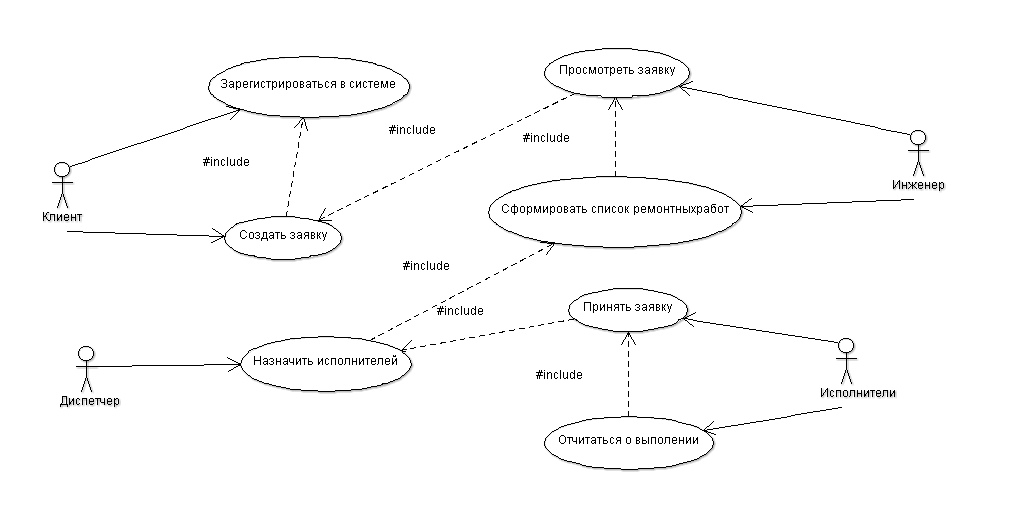 Просмотреть заявку
Зарегистрироваться в системе
#include
#include
#include
Инженер
Клиент
Сформировать список ремонтныхработ
Создать заявку
#include
Принять заявку
#include
Назначить исполнителей
#include
Исполнители
Диспетчер
Отчитаться о выполении